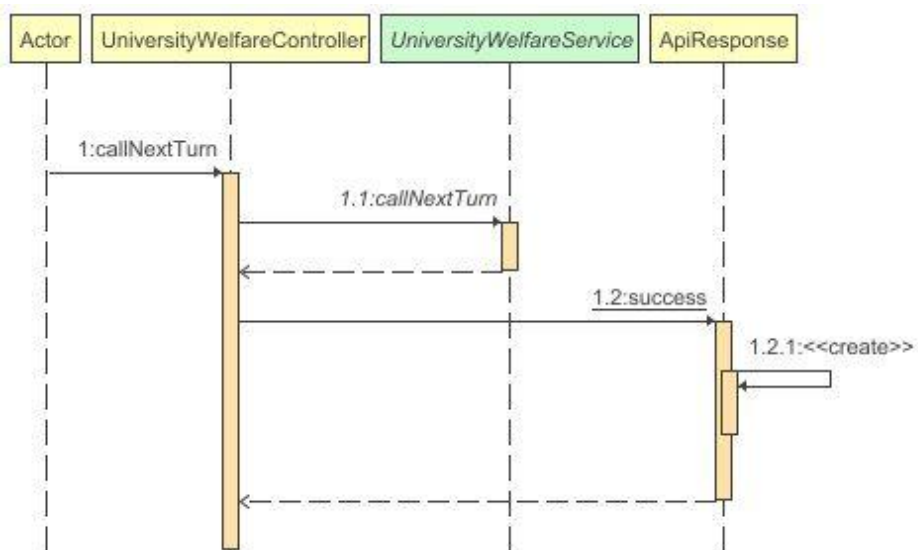 Actor
UniversityWelfareController
UniversityWelfareService
ApiResponse
1:callNextTurn
1.1:callNextTurn
1.2:success
1.2.1:<<create>>